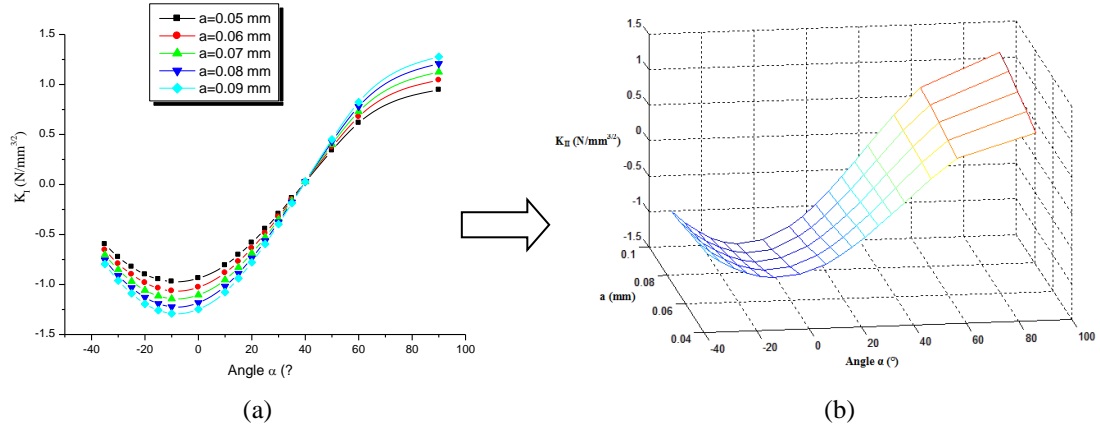 a=0.05 mm
a=0.06 mm
a=0.07 mm
a=0.08 mm
a=0.09 mm
1.5
1.0
0.5
0.0
-0.5
-1.0
-1.5
K_I (N/mm^3/2)
-40 -20 0 20 40 60 80 100
Angle α (?
(a)
1.5
1
0.5
0
-0.5
-1
-1.5
K_II (N/mm^3/2)
0.1
0.08
0.06
0.04
a (mm)
-40 -20 0 20 40 60 80 100
Angle α (°)
(b)